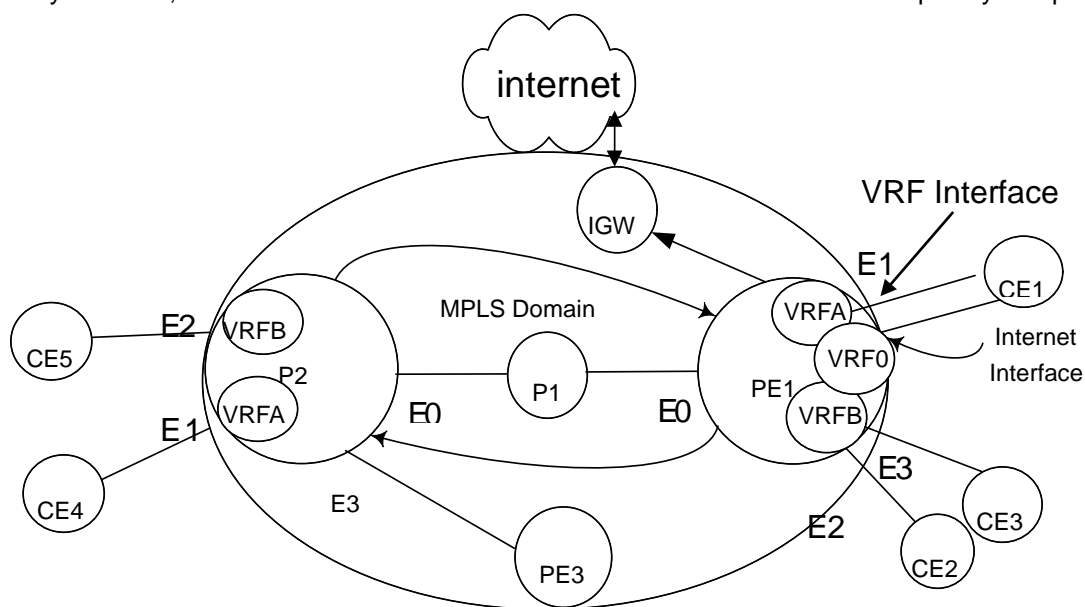 internet
VRF Interface
IGW
E1
CE1
VRFA
MPLS Domain
E2
VRFB
Internet
CE5
P2
P1
PE1
VRF0
Interface
VRFA
E0
E0
VRFB
E1
E3
CE4
E3
CE3
E2
PE3
CE2